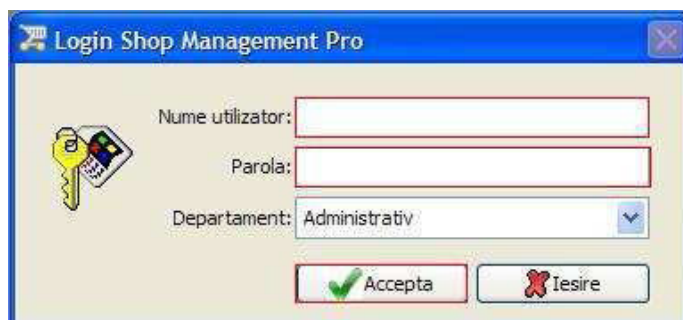 Login Shop Management Pro
Nume utilizator:
Parola:
Departament: Administrativ
Accepta Iesire